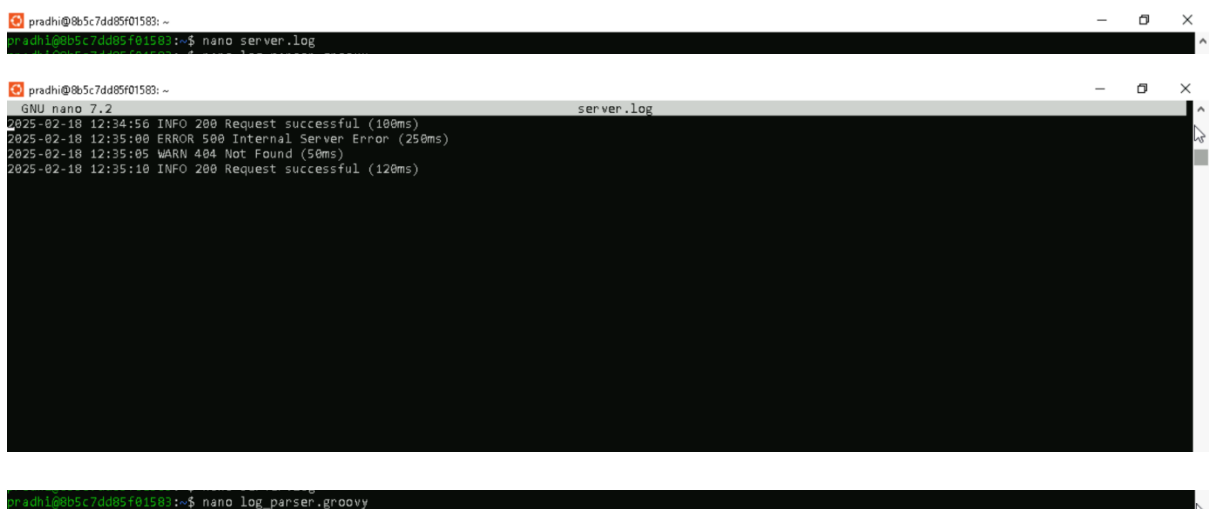 pradhi@8b5c7dd85f01583: ~
pradhi@8b5c7dd85f01583:~$ nano server.log
pradhi@8b5c7dd85f01583: ~
GNU nano 7.2 server.log
2025-02-18 12:34:56 INFO 200 Request successful (100ms)
2025-02-18 12:35:00 ERROR 500 Internal Server Error (250ms)
2025-02-18 12:35:05 WARN 404 Not Found (50ms)
2025-02-18 12:35:10 INFO 200 Request successful (120ms)
pradhi@8b5c7dd85f01583:~$ nano log_parser.groovy